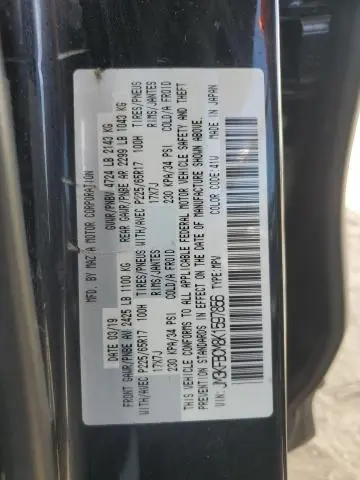 MFD. BY MAZ A MOTOR CORPORATION
DATE 03/19 GVWR/PNBV 4724 LB 2143 KG
FRONT GAWR/PNBE AV 2425 LB 1100 KG REAR GAWR/PNBE AR 2299 LB 1043 KG
WITH/AVEC P225/65R17 100H TIRES/PNEUS WITH/AVEC P225/65R17 100H TIRES/PNEUS
17X7J RIMS/JANTES 17X7J RIMS/JANTES
230 KPA/34 PSI COLD/A FROID 230 KPA/34 PSI COLD/A FROID
THIS VEHICLE CONFORMS TO ALL APPLICABLE FEDERAL MOTOR VEHICLE SAFETY AND THEFT
PREVENTION STANDARDS IN EFFECT ON THE DATE OF MANUFACTURE SHOWN ABOVE.
COLOR CODE:41V MADE IN JAPAN
VIN: TYPE:MPV